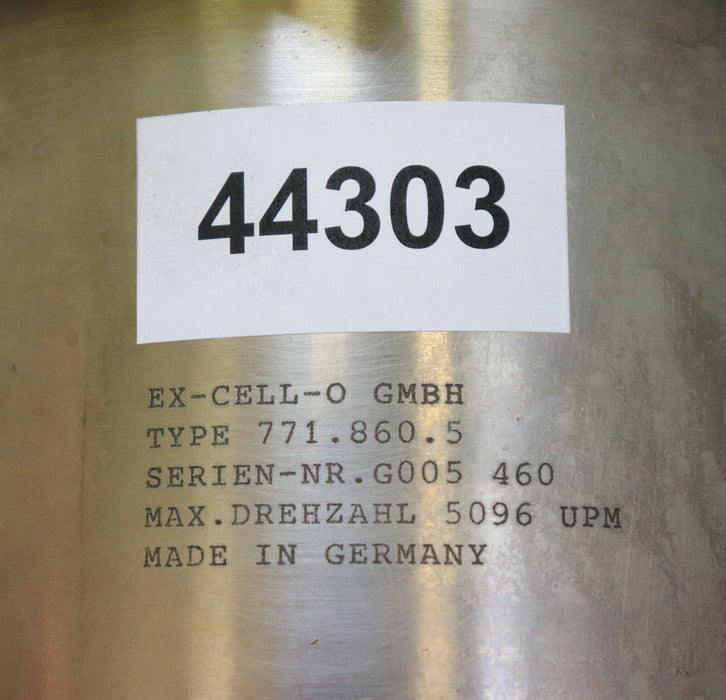 44303
EX-CELL-O GMBH
TYPE 771.860.5
SERIEN-NR.G005 460
MAX.DREHZAHL 5096 UPM
MADE IN GERMANY